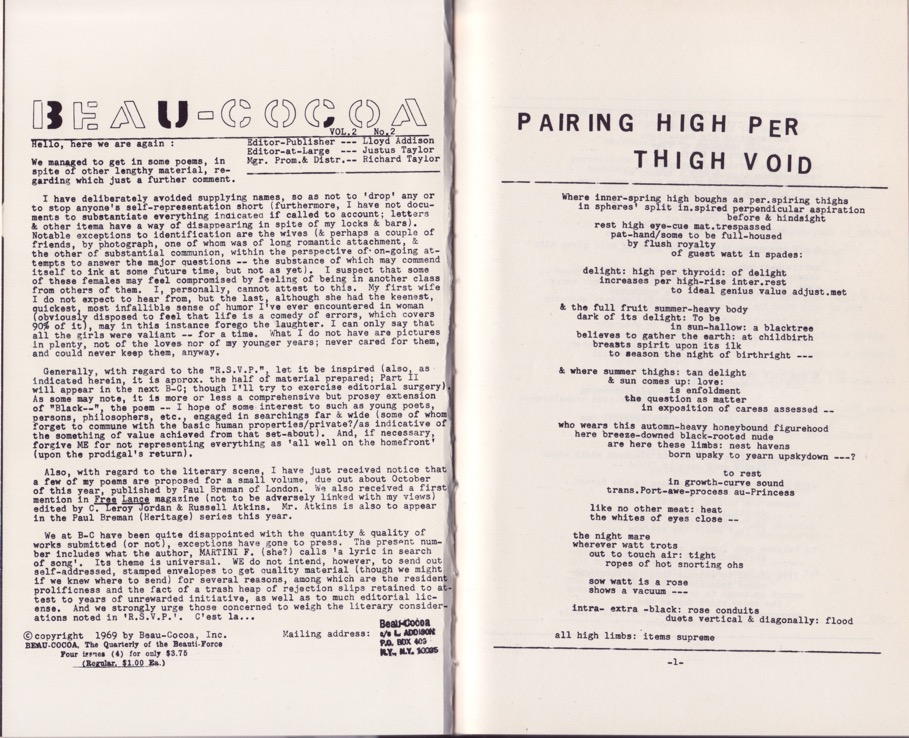 BEAU-COCOA
VOL.2 No.2
Hello, here we are again :
Editor-Publisher --- Lloyd Addison
Editor-at-Large --- Justus Taylor
Mgr. Prom.& Distr.-- Richard Taylor
We managed to get in some poems, in
spite of other lengthy material, re-
garding which just a further comment.
I have deliberately avoided supplying names, so as not to 'drop' any or
to stop anyone's self-representation short (furthermore, I have not docu-
ments to substantiate everything indicated if called to account; letters
& other items have a way of disappearing in spite of my locks & bars).
Notable exceptions to identification are the wives (& perhaps a couple of
friends, by photograph, one of whom was of long romantic attachment, &
the other of substantial communion, within the perspective of on-going at-
tempts to answer the major questions -- the substance of which may commend
itself to ink at some future time, but not as yet). I suspect that some
of these females may feel compromised by feeling of being in another class
from others of them. I, personally, cannot attest to this. My first wife
I do not expect to hear from, but the last, although she had the keenest,
quickest, most infallible sense of humor I've ever encountered in woman
(obviously disposed to feel that life is a comedy of errors, which covers
90% of it), may in this instance forego the laughter. I can only say that
all the girls were valiant -- for a time. What I do not have are pictures
in plenty, not of the loves nor of my younger years; never cared for them,
and could never keep them, anyway.
Generally, with regard to the "R.S.V.P.", let it be inspired (also, as
indicated herein, it is approx. the half of material prepared; Part II
will appear in the next B-C; though I'll try to exercise editorial surgery).
As some may note, it is more or less a comprehensive but prosey extension
of "Black--", the poem -- I hope of some interest to such as young poets,
persons, philosophers, etc., engaged in searchings far & wide (some of whom
forget to commune with the basic human properties/private?/as indicative of
the something of value achieved from that set-about). And, if necessary,
forgive ME for not representing everything as 'all well on the homefront'
(upon the prodigal's return).
Also, with regard to the literary scene, I have just received notice that
a few of my poems are proposed for a small volume, due out about October
of this year, published by Paul Breman of London. We also received a first
mention in Free Lance magazine (not to be adversely linked with my views)
edited by C. Leroy Jordan & Russell Atkins. Mr. Atkins is also to appear
in the Paul Breman (Heritage) series this year.
We at B-C have been quite disappointed with the quantity & quality of
works submitted (or not), exceptions have gone to press. The present num-
ber includes what the author, MARTINI F. (she?) calls 'a lyric in search
of song'. Its theme is universal. WE do not intend, however, to send out
self-addressed, stamped envelopes to get quality material (though we might
if we knew where to send) for several reasons, among which are the resident
prolificness and the fact of a trash heap of rejection slips retained to at-
test to years of unrewarded initiative, as well as to much editorial lic-
ense. And we strongly urge those concerned to weigh the literary consider-
ations noted in 'R.S.V.P.'. C'est la...
©copyright 1969 by Beau-Cocoa, Inc.
BEAU-COCOA, The Quarterly of the Beauti-Force
Four issues (4) for only $3.75
(Regular, $1.00 Ea.)
Mailing address:
Beau-Cocoa
c/o L. ADDISON
P.O. BOX 409
N.Y., N.Y. 10035
PAIRING HIGH PER
THIGH VOID
Where inner-spring high boughs as per.spiring thighs
in spheres' split in.spired perpendicular aspiration
before & hindsight
rest high eye-cue mat.trespassed
pat-hand/some to be full-housed
by flush royalty
of guest watt in spades:
delight: high per thyroid: of delight
increases per high-rise inter.rest
to ideal genius value adjust.met
& the full fruit summer-heavy body
dark of its delight: To be
in sun-hallow: a blacktree
believes to gather the earth: at childbirth
breasts spirit upon its ilk
to season the night of birthright ---
& where summer thighs: tan delight
& sun comes up: love:
is enfoldment
the question as matter
in exposition of caress assessed --
who wears this automn-heavy honeybound figurehood
here breeze-downed black-rooted nude
are here these limbs: nest havens
born upsky to yearn upskydown ---?
to rest
in growth-curve sound
trans.Port-awe-process au-Princess
like no other meat: heat
the whites of eyes close --
the night mare
wherever watt trots
out to touch air: tight
ropes of hot snorting ohs
sow watt is a rose
shows a vacuum ---
intra- extra -black: rose conduits
duets vertical & diagonally: flood
all high limbs: items supreme
-1-